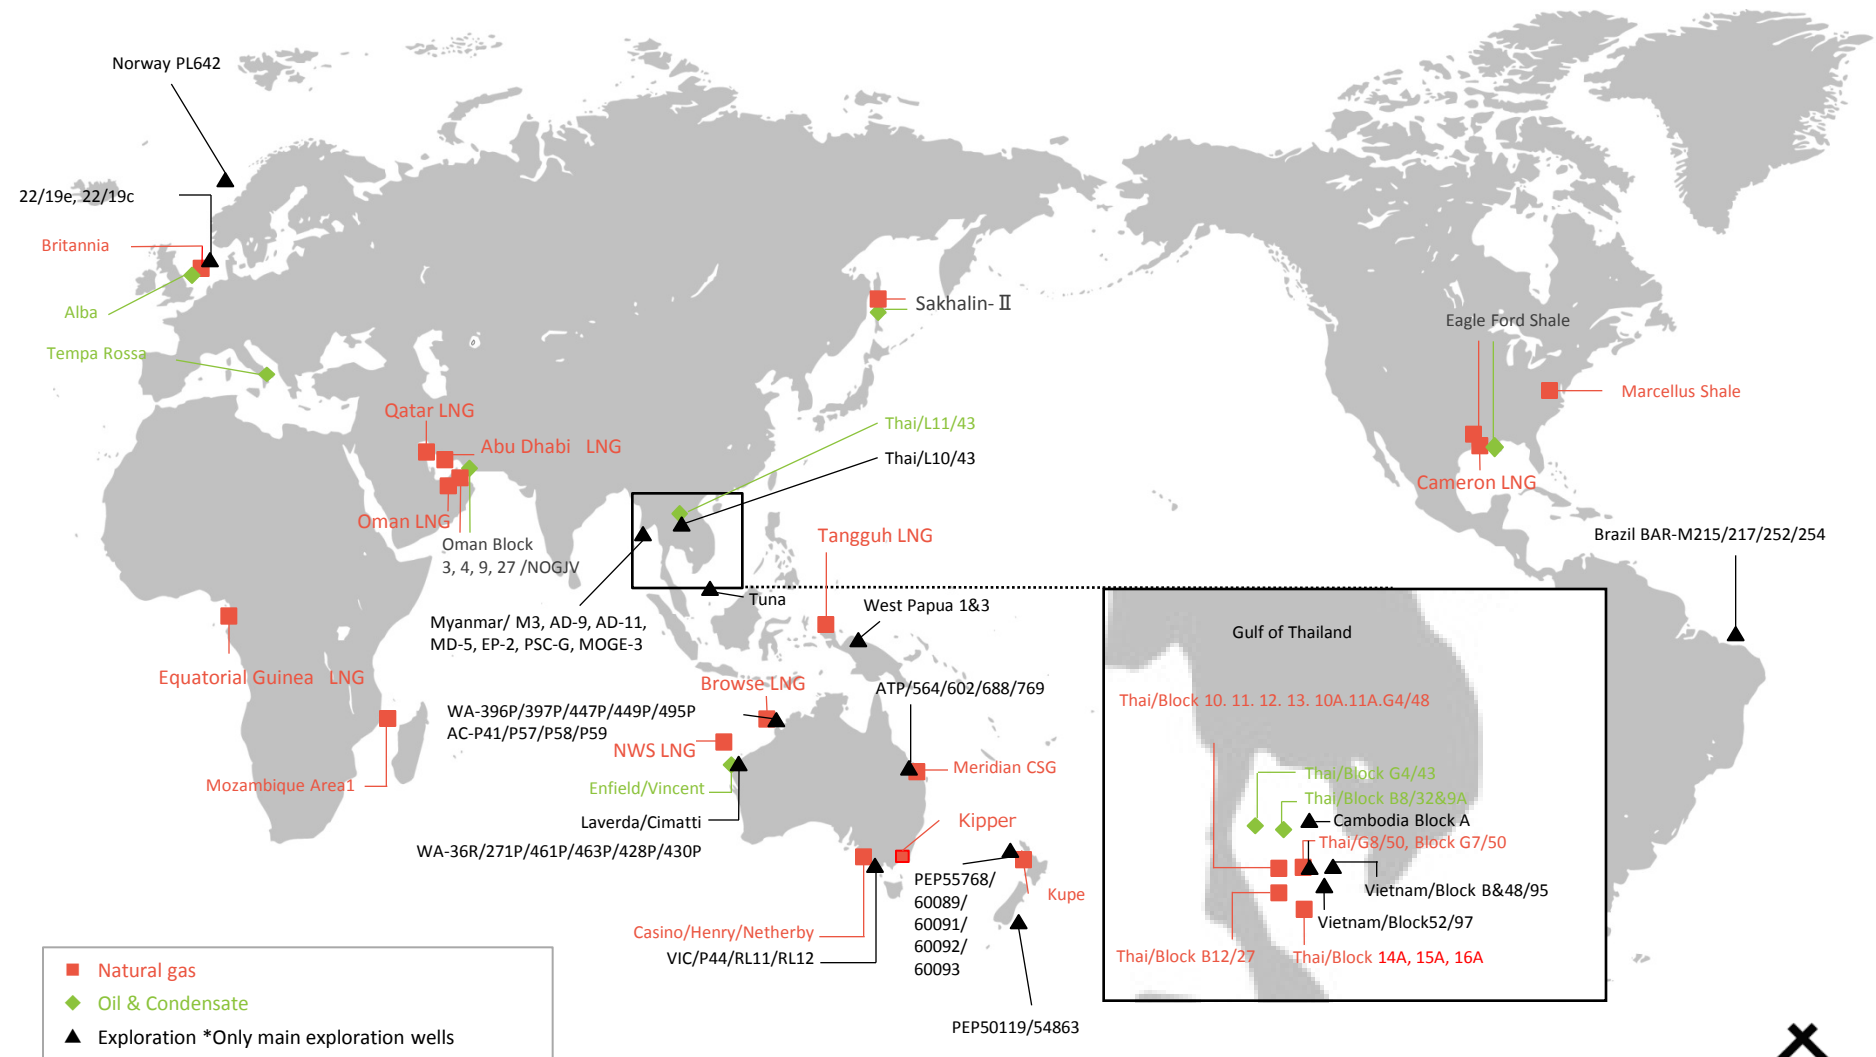 Norway PL642
22/19e, 22/19c
Britannia
Alba
Tempa Rossa
Sakhalin-Ⅱ
Eagle Ford Shale
Marcellus Shale
Cameron LNG
Qatar LNG
Abu Dhabi LNG
Oman LNG
Oman Block
3, 4, 9, 27 /NOGJV
Thai/L11/43
Thai/L10/43
Tangguh LNG
Tuna
West Papua 1&3
Myanmar/ M3, AD-9, AD-11,
MD-5, EP-2, PSC-G, MOGE-3
Brazil BAR-M215/217/252/254
Equatorial Guinea LNG
Mozambique Area1
Browse LNG
ATP/564/602/688/769
WA-396P/397P/447P/449P/495P
AC-P41/P57/P58/P59
NWS LNG
Meridian CSG
Enfield/Vincent
Laverda/Cimatti
Kipper
WA-36R/271P/461P/463P/428P/430P
PEP55768/
60089/
60091/
60092/
60093
Kupe
Casino/Henry/Netherby
VIC/P44/RL11/RL12
PEP50119/54863
Gulf of Thailand
Thai/Block 10. 11. 12. 13. 10A.11A.G4/48
Thai/Block G4/43
Thai/Block B8/32&9A
Cambodia Block A
Thai/G8/50, Block G7/50
Vietnam/Block B&48/95
Vietnam/Block52/97
Thai/Block B12/27
Thai/Block 14A, 15A, 16A
Natural gas
Oil & Condensate
Exploration *Only main exploration wells